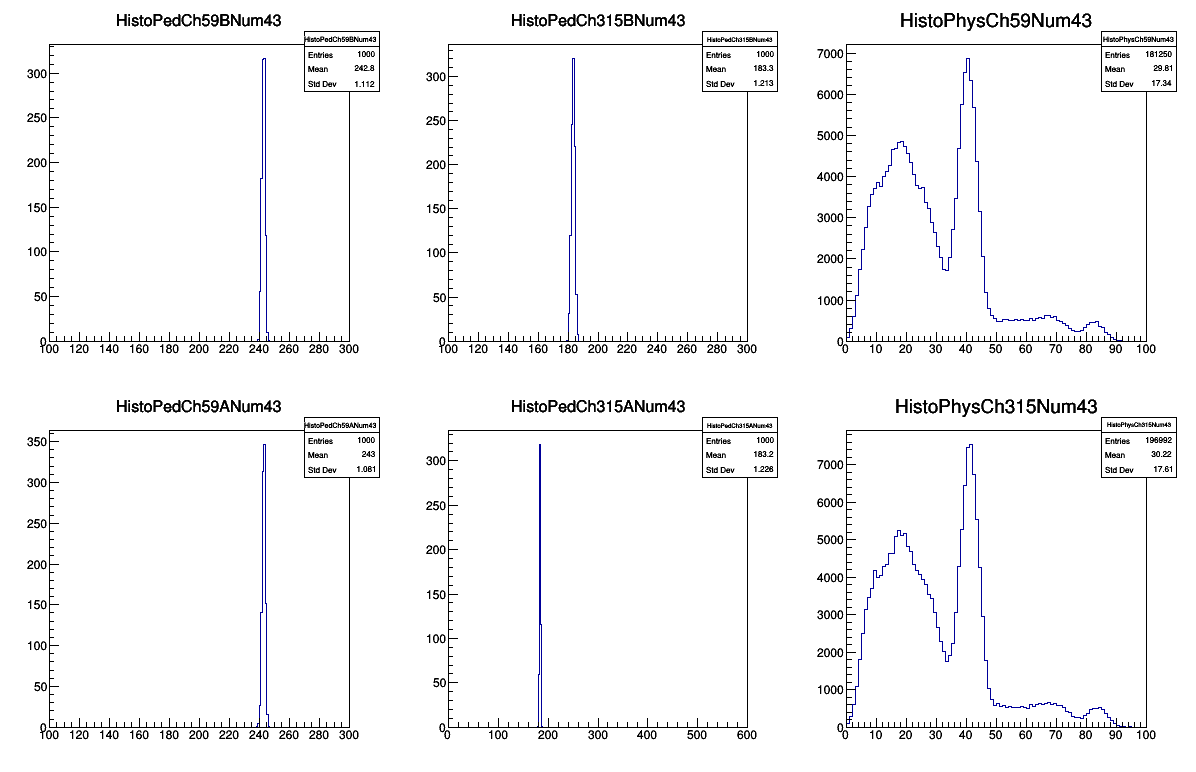 HistoPedCh59BNum43
HistoPedCh59BNum43
Entries 1000
Mean 242.8
Std Dev 1.112
300
250
200
150
100
50
0
100 120 140 160 180 200 220 240 260 280 300
HistoPedCh315BNum43
HistoPedCh315BNum43
Entries 1000
Mean 183.3
Std Dev 1.213
300
250
200
150
100
50
0
100 120 140 160 180 200 220 240 260 280 300
HistoPhysCh59Num43
HistoPhysCh59Num43
Entries 181250
Mean 29.81
Std Dev 17.34
7000
6000
5000
4000
3000
2000
1000
0
0 10 20 30 40 50 60 70 80 90 100
HistoPedCh59ANum43
HistoPedCh59ANum43
Entries 1000
Mean 243
Std Dev 1.081
350
300
250
200
150
100
50
0
100 120 140 160 180 200 220 240 260 280 300
HistoPedCh315ANum43
HistoPedCh315ANum43
Entries 1000
Mean 183.2
Std Dev 1.226
300
250
200
150
100
50
0
0 100 200 300 400 500 600
HistoPhysCh315Num43
HistoPhysCh315Num43
Entries 196992
Mean 30.22
Std Dev 17.61
7000
6000
5000
4000
3000
2000
1000
0
0 10 20 30 40 50 60 70 80 90 100